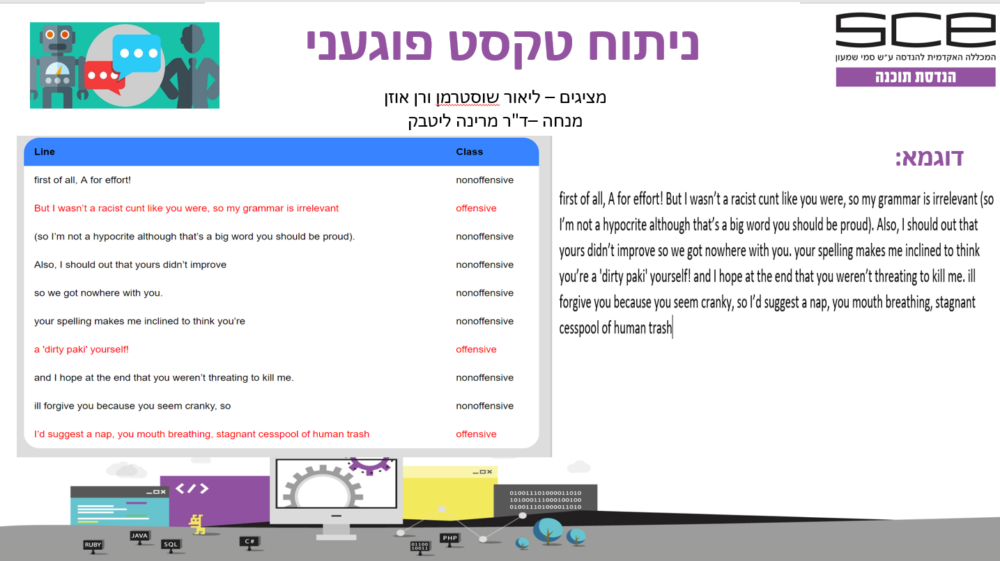 ניתוח טקסט פוגעני
sce
המכללה האקדמית להנדסה ע״ש סמי שמעון
הנדסת תוכנה
מציגים – ליאור שוסטרמן ורן אוזן
מנחה –ד"ר מרינה ליטבק
Line Class
first of all, A for effort! nonoffensive
But I wasn’t a racist cunt like you were, so my grammar is irrelevant offensive
(so I’m not a hypocrite although that’s a big word you should be proud). nonoffensive
Also, I should out that yours didn’t improve nonoffensive
so we got nowhere with you. nonoffensive
your spelling makes me inclined to think you’re nonoffensive
a 'dirty paki' yourself! offensive
and I hope at the end that you weren’t threating to kill me. nonoffensive
ill forgive you because you seem cranky, so nonoffensive
I’d suggest a nap, you mouth breathing, stagnant cesspool of human trash offensive
דוגמא:
first of all, A for effort! But I wasn’t a racist cunt like you were, so my grammar is irrelevant (so
I’m not a hypocrite although that’s a big word you should be proud). Also, I should out that
yours didn’t improve so we got nowhere with you. your spelling makes me inclined to think
you’re a 'dirty paki' yourself! and I hope at the end that you weren’t threating to kill me. ill
forgive you because you seem cranky, so I’d suggest a nap, you mouth breathing, stagnant
cesspool of human trash
</>
010011101000011010
101000111000100100
010011101000011010
RUBY
JAVA
SQL
C#
01100
10011
PHP